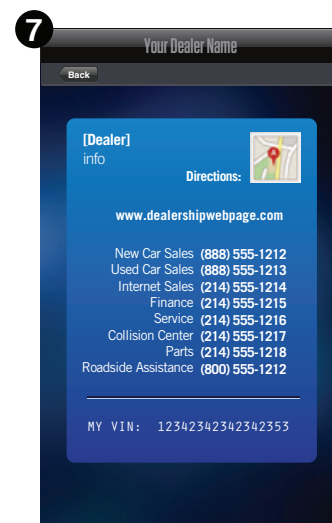 7
Your Dealer Name
Back
[Dealer]
info
Directions:
A
www.dealershipwebpage.com
New Car Sales (888) 555-1212
Used Car Sales (888) 555-1213
Internet Sales (214) 555-1214
Finance (214) 555-1215
Service (214) 555-1216
Collision Center (214) 555-1217
Parts (214) 555-1218
Roadside Assistance (800) 555-1212
MY VIN: 12342342342342353